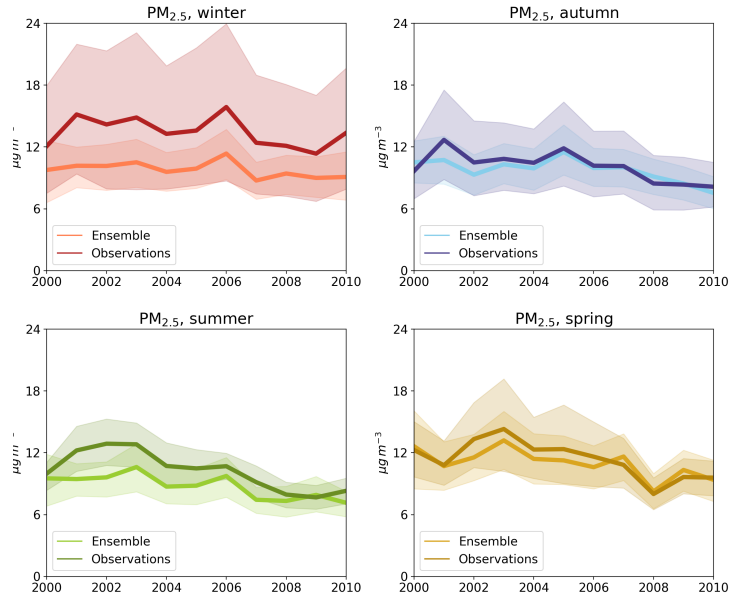 PM₂.₅, winter
24
18
12
6
0
μg m⁻
Ensemble
Observations
2000 2002 2004 2006 2008 2010
PM₂.₅, autumn
24
18
12
6
0
μg m⁻³
Ensemble
Observations
2000 2002 2004 2006 2008 2010
PM₂.₅, summer
24
18
12
6
0
μg m⁻
Ensemble
Observations
2000 2002 2004 2006 2008 2010
PM₂.₅, spring
24
18
12
6
0
μg m⁻³
Ensemble
Observations
2000 2002 2004 2006 2008 2010